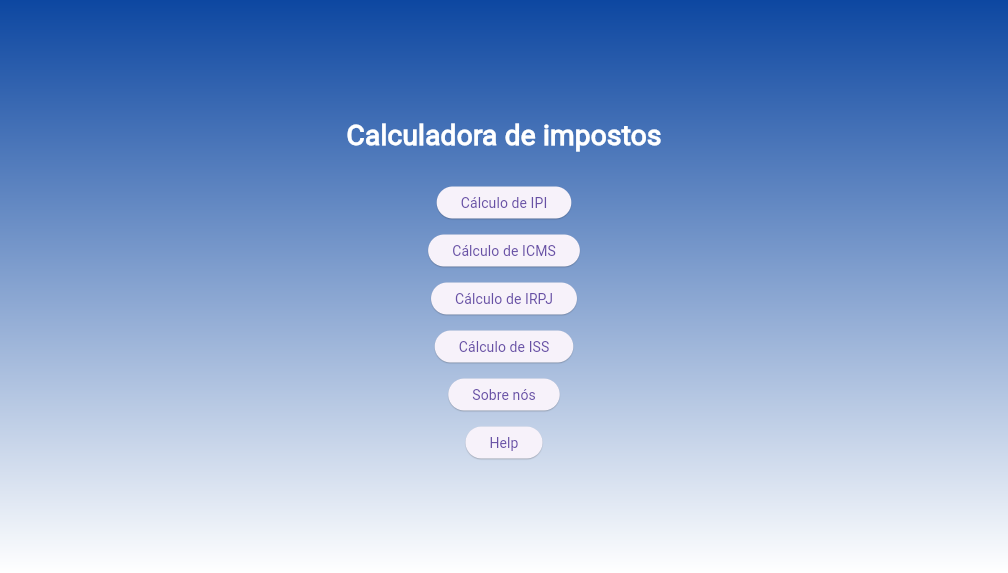 Calculadora de impostos
Cálculo de IPI
Cálculo de ICMS
Cálculo de IRPJ
Cálculo de ISS
Sobre nós
Help